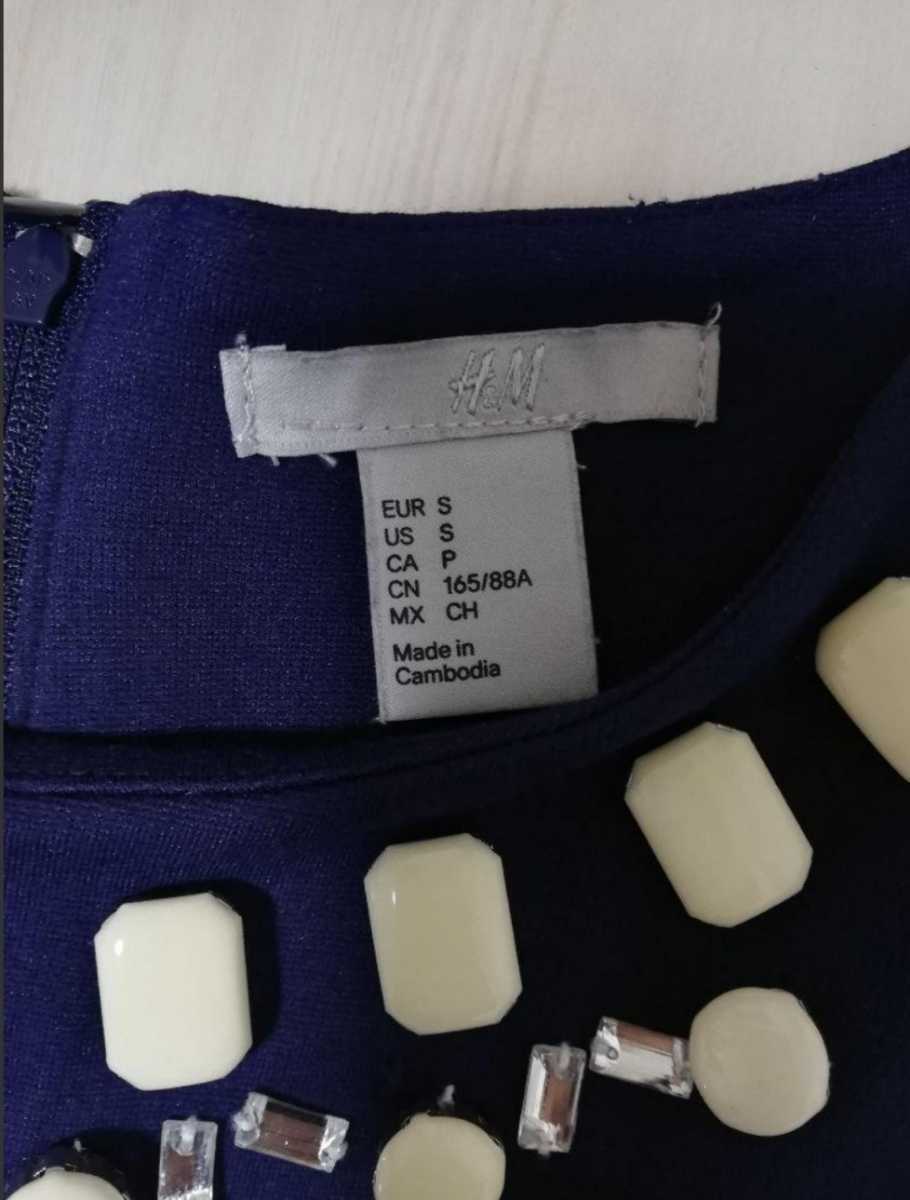 H&M
EUR S
US S
CA P
CN 165/88A
MX CH
Made in
Cambodia